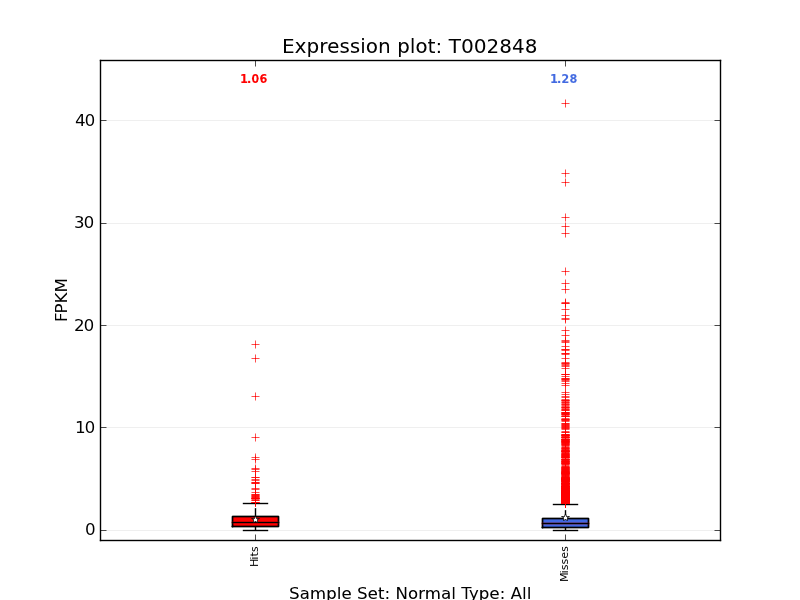 Expression plot: T002848
1.06
1.28
40
30
20
10
0
FPKM
Hits
Misses
Sample Set: Normal Type: All